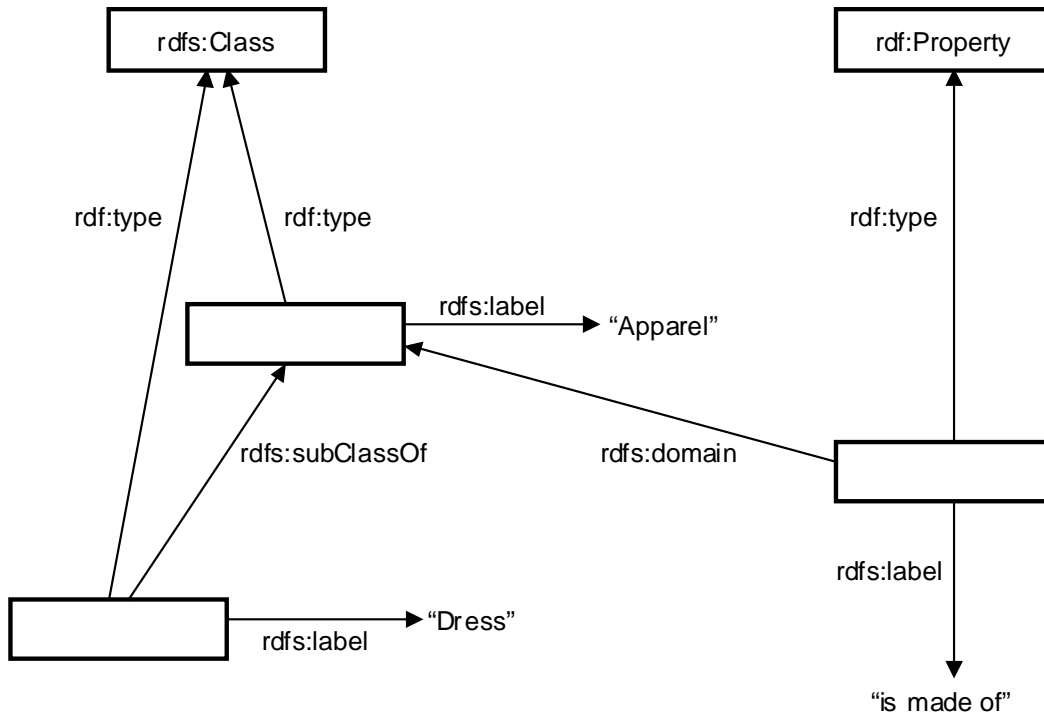 rdfs:Class
rdf:Property
rdf:type
rdf:type
rdf:type
rdfs:label
“Apparel”
rdfs:subClassOf
rdfs:domain
rdfs:label
“Dress”
rdfs:label
“is made of”